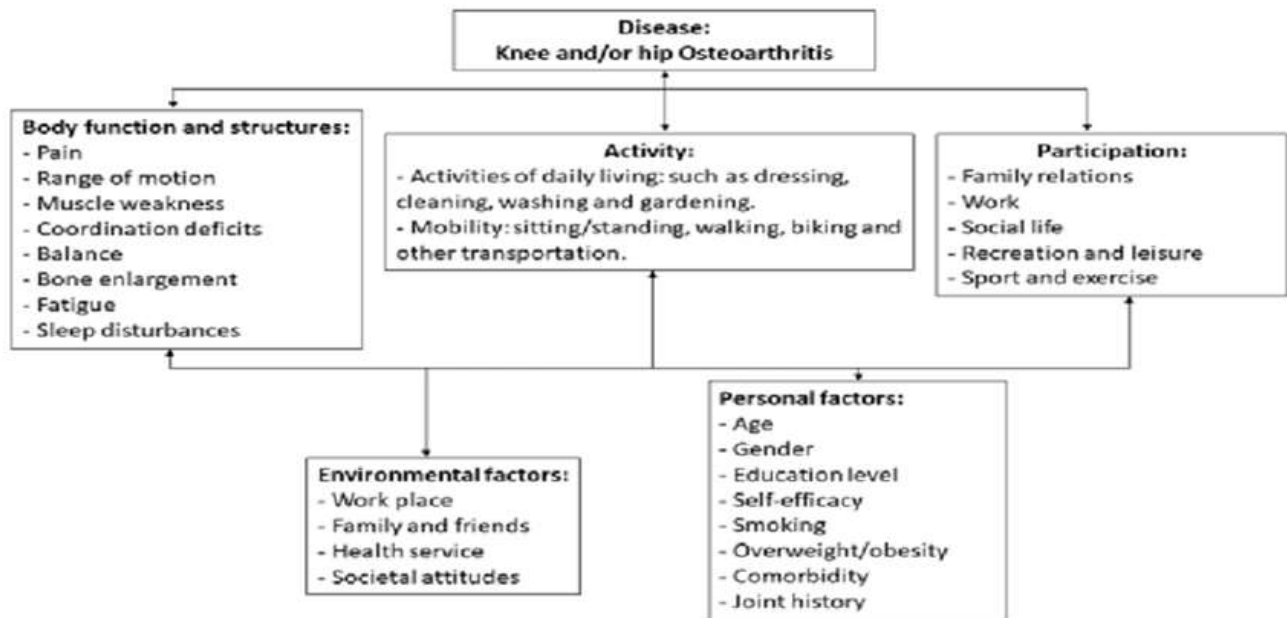 Disease:
Knee and/or hip Osteoarthritis
Body function and structures:
- Pain
- Range of motion
- Muscle weakness
- Coordination deficits
- Balance
- Bone enlargement
- Fatigue
- Sleep disturbances
Activity:
- Activities of daily living: such as dressing,
cleaning, washing and gardening.
- Mobility: sitting/standing, walking, biking and
other transportation.
Participation:
- Family relations
- Work
- Social life
- Recreation and leisure
- Sport and exercise
Environmental factors:
- Work place
- Family and friends
- Health service
- Societal attitudes
Personal factors:
- Age
- Gender
- Education level
- Self-efficacy
- Smoking
- Overweight/obesity
- Comorbidity
- Joint history